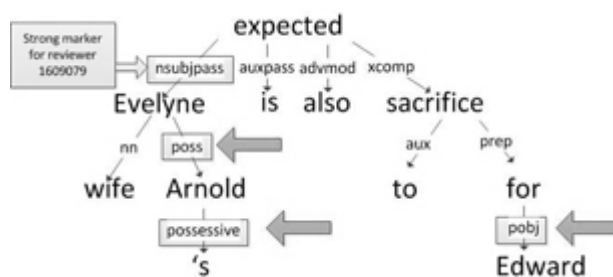 expected
Strong marker
for reviewer
1609079
nsubjpass auxpass advmod xcomp
Evelyne is also sacrifice
nn poss aux prep
wife Arnold to for
possessive pobj
's Edward